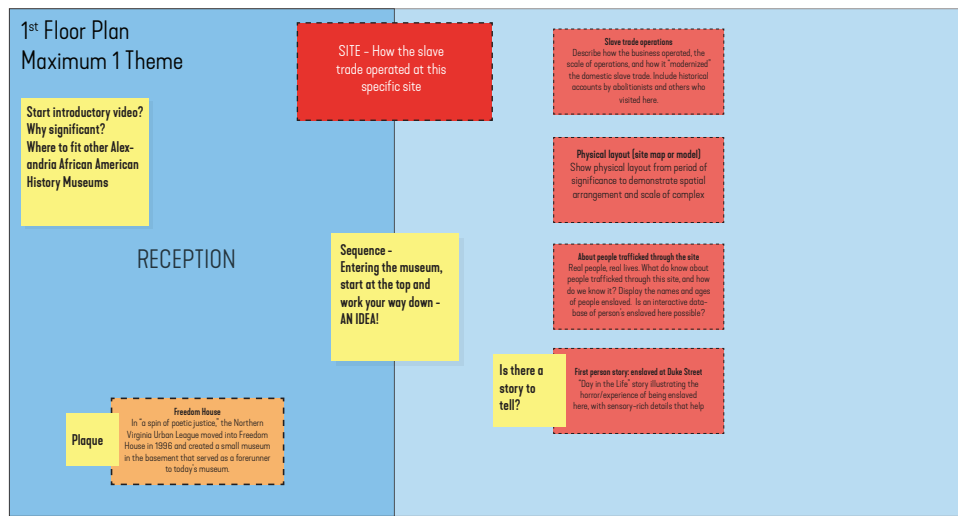 1st Floor Plan
Maximum 1 Theme
Start introductory video?
Why significant?
Where to fit other Alex-
andria African American
History Museums
RECEPTION
Plaque
Freedom House
In "a spin of poetic justice," the Northern
Virginia Urban League moved into Freedom
House in 1996 and created a small museum
in the basement that served as a forerunner
to today's museum.
SITE - How the slave
trade operated at this
specific site
Sequence -
Entering the museum,
start at the top and
work your way down -
AN IDEA!
Slave trade operations
Describe how the business operated, the
scale of operations, and how it "modernized"
the domestic slave trade. Include historical
accounts by abolitionists and others who
visited here.
Physical layout (site map or model)
Show physical layout from period of
significance to demonstrate spatial
arrangement and scale of complex
About people trafficked through the site
Real people, real lives. What do know about
people trafficked through this site, and how
do we know it? Display the names and ages
of people enslaved. Is an interactive data-
base of person's enslaved here possible?
Is there a
story to
tell?
First person story: enslaved at Duke Street
"Day in the Life" story illustrating the
horror/experience of being enslaved
here, with sensory-rich details that help